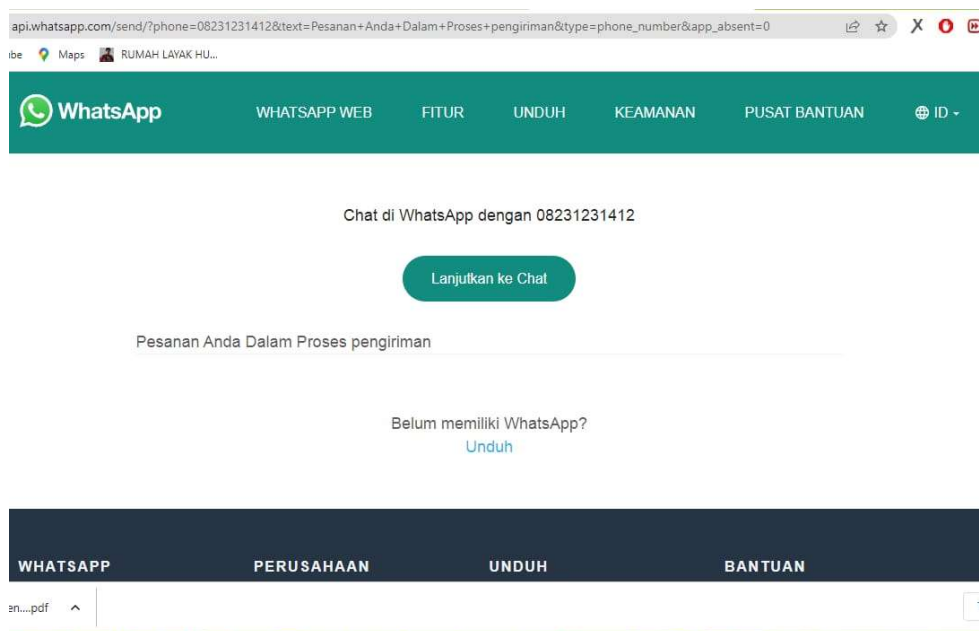 api.whatsapp.com/send/?phone=08231231412&text=Pesanan+Anda+Dalam+Proses+pengiriman&type=phone_number&app_absent=0
be Maps RUMAH LAYAK HU...
WhatsApp WHATSAPP WEB FITUR UNDUH KEAMANAN PUSAT BANTUAN ID
Chat di WhatsApp dengan 08231231412
Lanjutkan ke Chat
Pesanan Anda Dalam Proses pengiriman
Belum memiliki WhatsApp?
Unduh
WHATSAPP PERUSAHAAN UNDUH BANTUAN
en....pdf